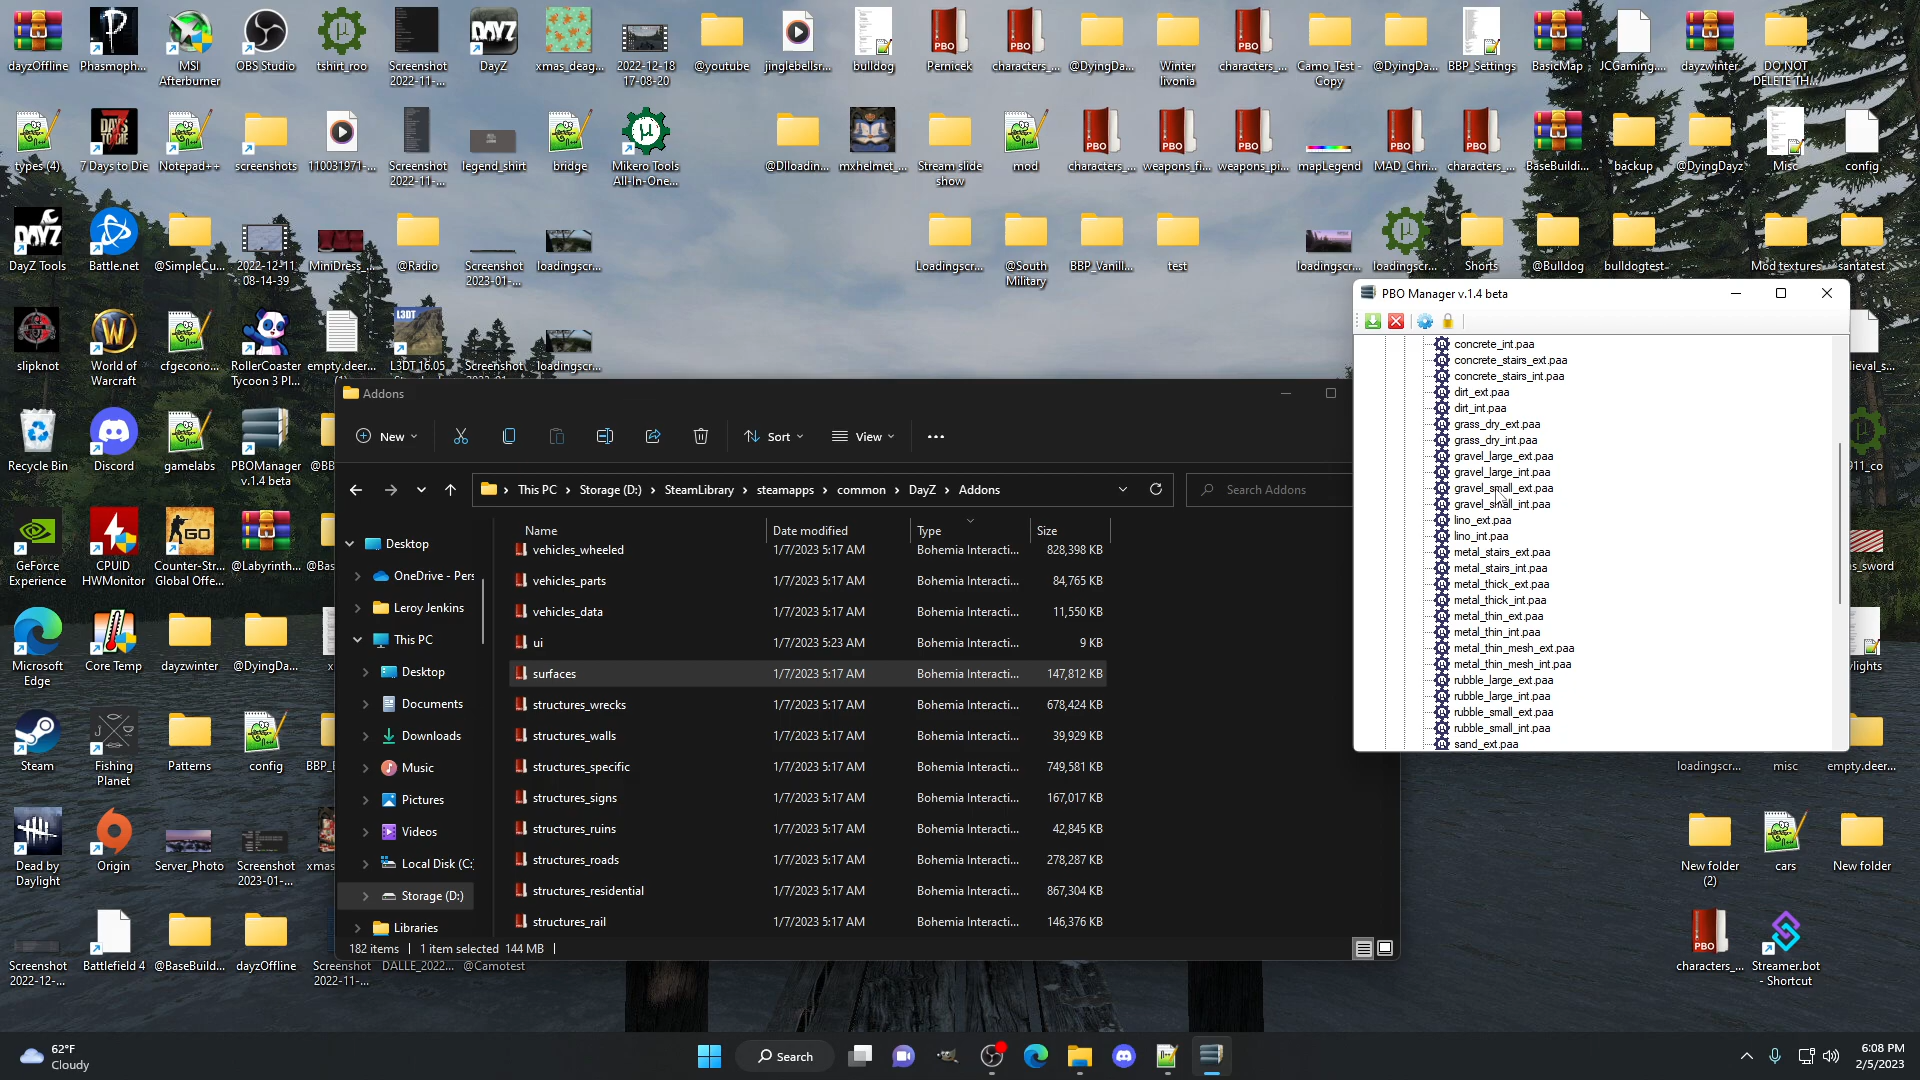 dayzOffline
Phasmoph...
MSI
Afterburner
OBS Studio
tshirt_roo
Screenshot
2022-11-...
DayZ
xmas_deag...
2022-12-18
17-08-20
@youtube
jinglebellsr...
bulldog
Pernicek
characters_...
@DyingDa...
Winter
livonia
characters_...
Camo_Test -
Copy
@DyingDa...
BBP_Settings
BasicMap
JCGaming....
dayzwinter
DO NOT
DELETE TH...
types (4)
7 Days to Die
Notepad++
screenshots
110031971-...
Screenshot
2022-11-...
legend_shirt
bridge
Mikero Tools
All-In-One...
@Dlloadin...
mxhelmet_...
Stream slide
show
mod
characters_...
weapons_fi...
weapons_pi...
mapLegend
MAD_Chri...
characters_...
BaseBuildi...
backup
@DyingDayz
Misc
config
DayZ Tools
Battle.net
@SimpleCu...
2022-12-11
08-14-39
MiniDress_...
@Radio
Screenshot
2023-01-...
loadingscr...
Loadingscr...
@South
Military
BBP_Vanill...
test
loadingscr...
loadingscr...
Shorts
@Bulldog
bulldogtest
Mod textures
santatest
slipknot
World of
Warcraft
cfgecono...
RollerCoaster
Tycoon 3 Pl...
empty.deer...
L3DT 16.05
Screenshot
loadingscr...
Recycle Bin
Discord
gamelabs
PBOManager
v.1.4 beta
GeForce
Experience
CPUID
HWMonitor
Counter-Str...
Global Offe...
@Labyrinth...
Microsoft
Edge
Core Temp
dayzwinter
@DyingDa...
Steam
Fishing
Planet
Patterns
config
Dead by
Daylight
Origin
Server_Photo
Screenshot
2023-01-...
Screenshot
2022-12-...
Battlefield 4
@BaseBuild...
dayzOffline
Screenshot
2022-11-...
DALLE_2022...
@Camotest
Addons
New
Sort
View
This PC
Storage (D:)
SteamLibrary
steamapps
common
DayZ
Addons
Search Addons
Desktop
OneDrive - Pers
Leroy Jenkins
This PC
Desktop
Documents
Downloads
Music
Pictures
Videos
Local Disk (C:
Storage (D:)
Libraries
Name Date modified Type Size
vehicles_wheeled 1/7/2023 5:17 AM Bohemia Interacti... 828,398 KB
vehicles_parts 1/7/2023 5:17 AM Bohemia Interacti... 84,765 KB
vehicles_data 1/7/2023 5:17 AM Bohemia Interacti... 11,550 KB
ui 1/7/2023 5:23 AM Bohemia Interacti... 9 KB
surfaces 1/7/2023 5:17 AM Bohemia Interacti... 147,812 KB
structures_wrecks 1/7/2023 5:17 AM Bohemia Interacti... 678,424 KB
structures_walls 1/7/2023 5:17 AM Bohemia Interacti... 39,929 KB
structures_specific 1/7/2023 5:17 AM Bohemia Interacti... 749,581 KB
structures_signs 1/7/2023 5:17 AM Bohemia Interacti... 167,017 KB
structures_ruins 1/7/2023 5:17 AM Bohemia Interacti... 42,845 KB
structures_roads 1/7/2023 5:17 AM Bohemia Interacti... 278,287 KB
structures_residential 1/7/2023 5:17 AM Bohemia Interacti... 867,304 KB
structures_rail 1/7/2023 5:17 AM Bohemia Interacti... 146,376 KB
182 items 1 item selected 144 MB
PBO Manager v.1.4 beta
concrete_int.paa
concrete_stairs_ext.paa
concrete_stairs_int.paa
dirt_ext.paa
dirt_int.paa
grass_dry_ext.paa
grass_dry_int.paa
gravel_large_ext.paa
gravel_large_int.paa
gravel_small_ext.paa
gravel_small_int.paa
lino_ext.paa
lino_int.paa
metal_stairs_ext.paa
metal_stairs_int.paa
metal_thick_ext.paa
metal_thick_int.paa
metal_thin_ext.paa
metal_thin_int.paa
metal_thin_mesh_ext.paa
metal_thin_mesh_int.paa
rubble_large_ext.paa
rubble_large_int.paa
rubble_small_ext.paa
rubble_small_int.paa
sand_ext.paa
loadingscr...
misc
empty.deer...
New folder
(2)
cars
New folder
characters_...
Streamer.bot
- Shortcut
62°F
Cloudy
Search
6:08 PM
2/5/2023